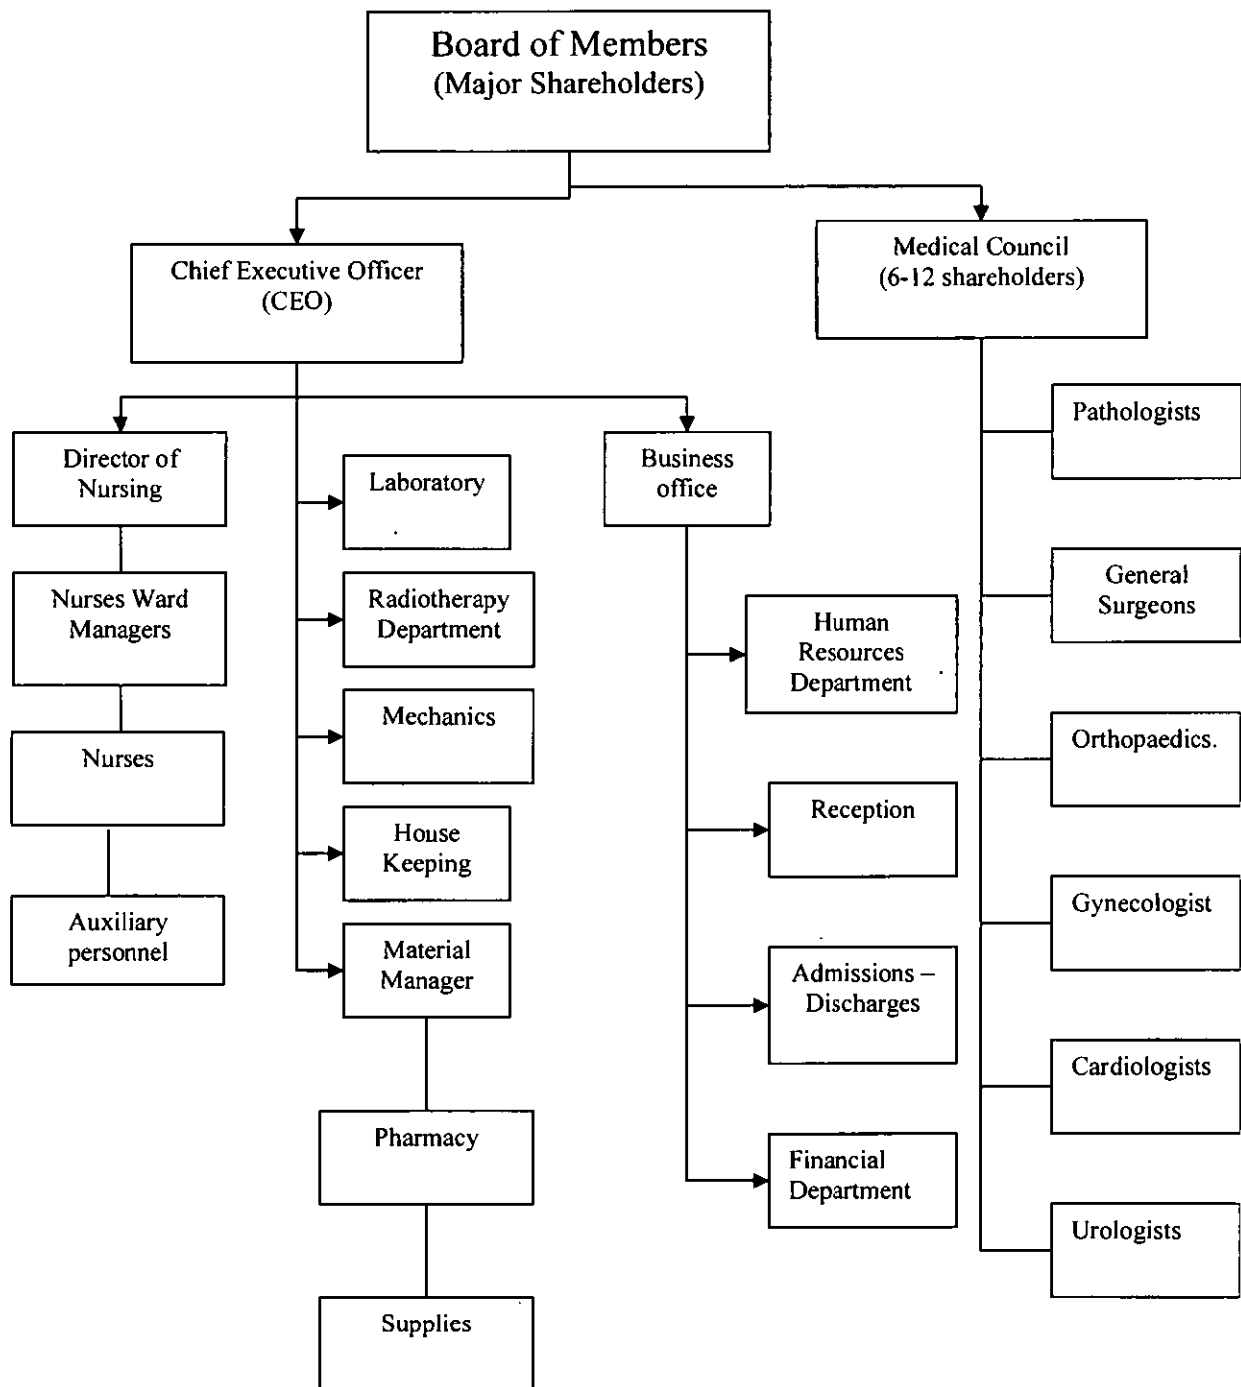 Board of Members
(Major Shareholders)
Chief Executive Officer
(CEO)
Medical Council
(6-12 shareholders)
Director of
Nursing
Nurses Ward
Managers
Nurses
Auxiliary
personnel
Laboratory
Radiotherapy
Department
Mechanics
House
Keeping
Material
Manager
Pharmacy
Supplies
Business
office
Human
Resources
Department
Reception
Admissions –
Discharges
Financial
Department
Pathologists
General
Surgeons
Orthopaedics.
Gynecologist
Cardiologists
Urologists